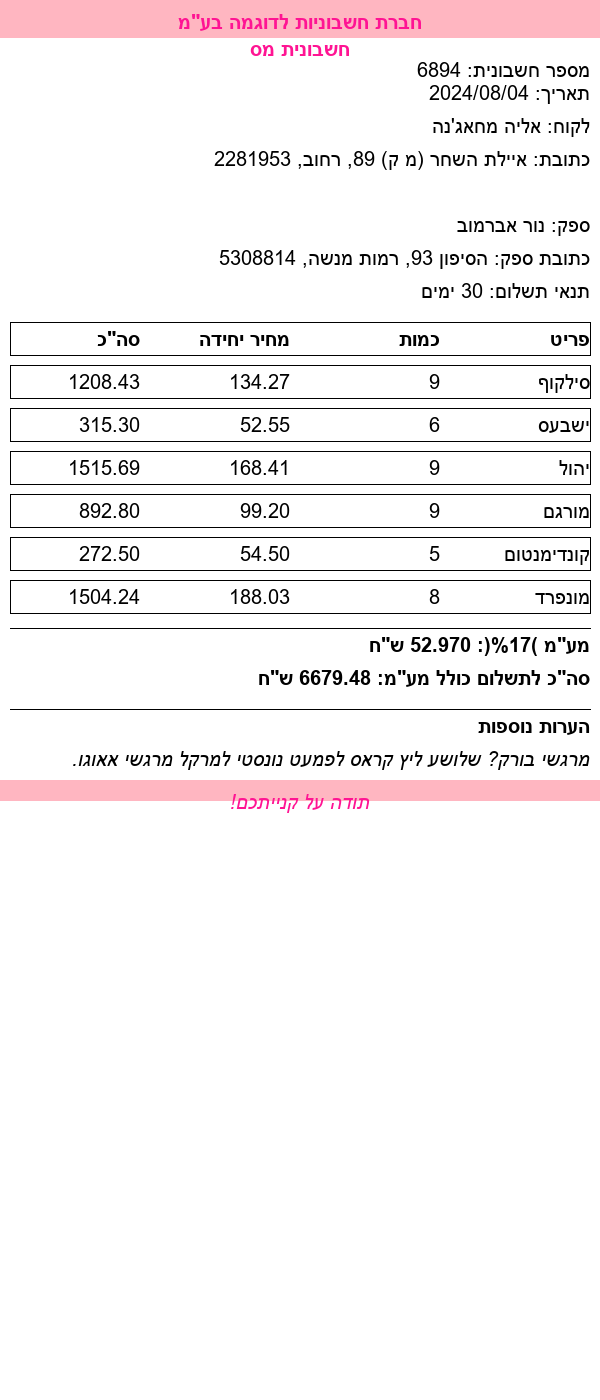 חברת חשבוניות לדוגמה בע"מ
חשבונית מס
מספר חשבונית: 6894
תאריך: 2024/08/04
לקוח: אליה מחאג'נה
כתובת: איילת השחר (מ ק) 89, רחוב, 2281953
ספק: נור אברמוב
כתובת ספק: הסיפון 93, רמות מנשה, 5308814
תנאי תשלום: 30 ימים
פריט כמות מחיר יחידה סה"כ
סילקוף 9 134.27 1208.43
ישבעס 6 52.55 315.30
יהול 9 168.41 1515.69
מורגם 9 99.20 892.80
קונדימנטום 5 54.50 272.50
מונפרד 8 188.03 1504.24
מע"מ )17%(: 52.970 ש"ח
סה"כ לתשלום כולל מע"מ: 6679.48 ש"ח
הערות נוספות
מרגשי בורק? שלושע ליץ קראס לפמעט נונסטי למרקל מרגשי אאוגו.
תודה על קנייתכם!